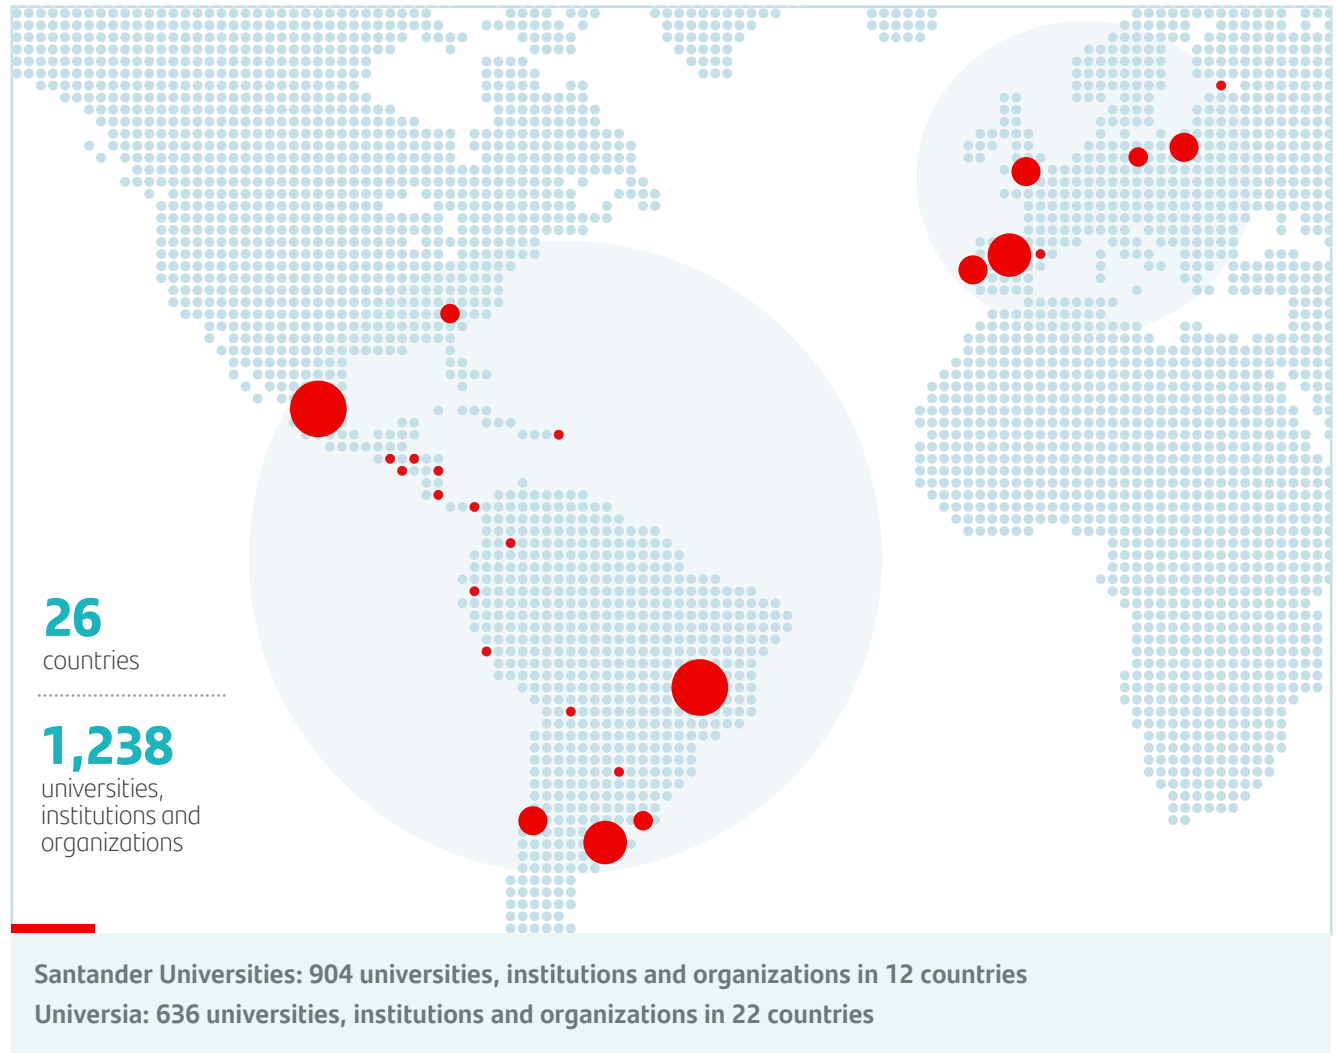 26
countries
1,238
universities,
institutions and
organizations
Santander Universities: 904 universities, institutions and organizations in 12 countries
Universia: 636 universities, institutions and organizations in 22 countries